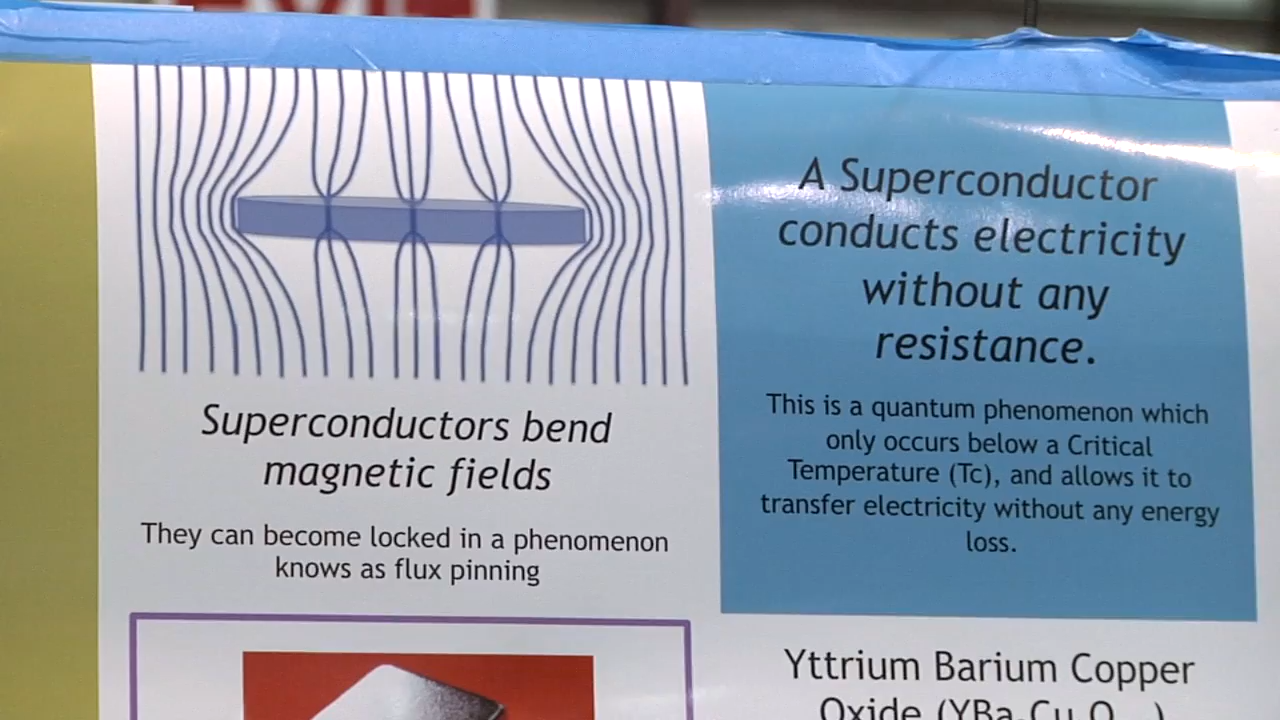 Superconductors bend
magnetic fields
They can become locked in a phenomenon
knows as flux pinning
A Superconductor
conducts electricity
without any
resistance.
This is a quantum phenomenon which
only occurs below a Critical
Temperature (Tc), and allows it to
transfer electricity without any energy
loss.
Yttrium Barium Copper
Oxide